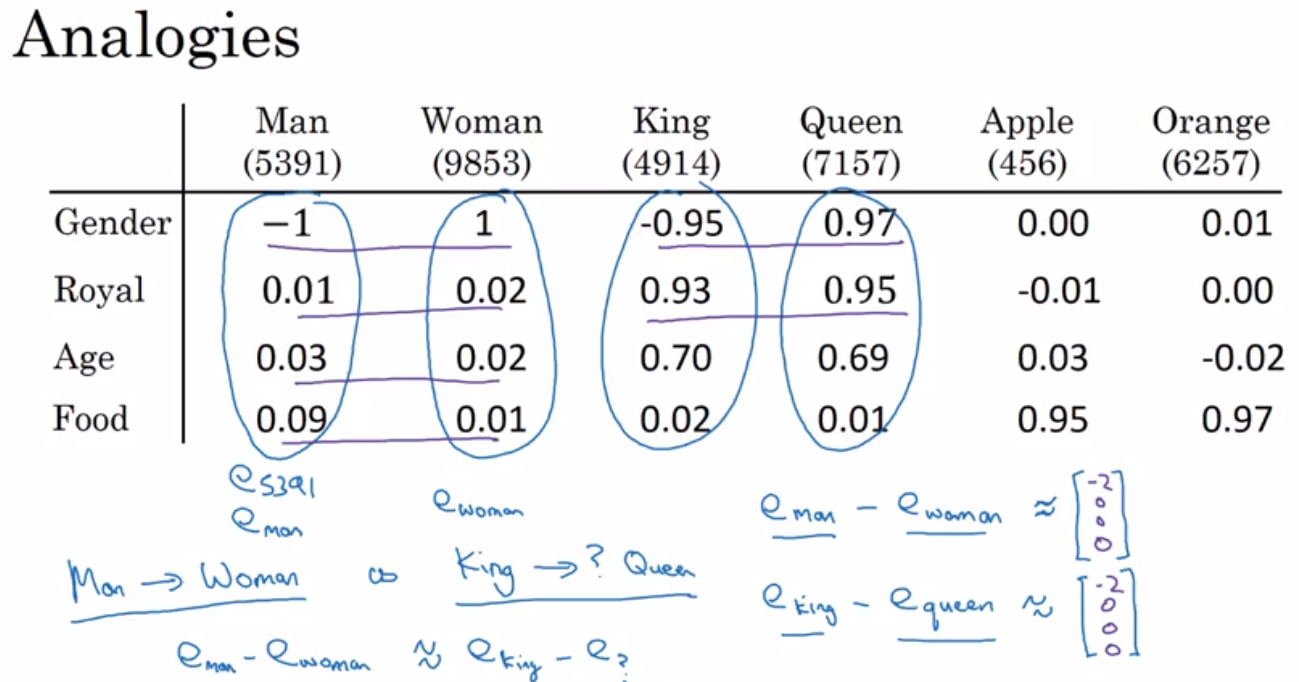 Analogies
Man Woman King Queen Apple Orange
(5391) (9853) (4914) (7157) (456) (6257)
Gender −1 1 -0.95 0.97 0.00 0.01
Royal 0.01 0.02 0.93 0.95 -0.01 0.00
Age 0.03 0.02 0.70 0.69 0.03 -0.02
Food 0.09 0.01 0.02 0.01 0.95 0.97
e5391
eman ewoman
eman - ewoman ≈ [-2 0 0 0]
Man → Woman as King → ? Queen
eking - equeen ≈ [-2 0 0 0]
eman - ewoman ≈ eking - e?